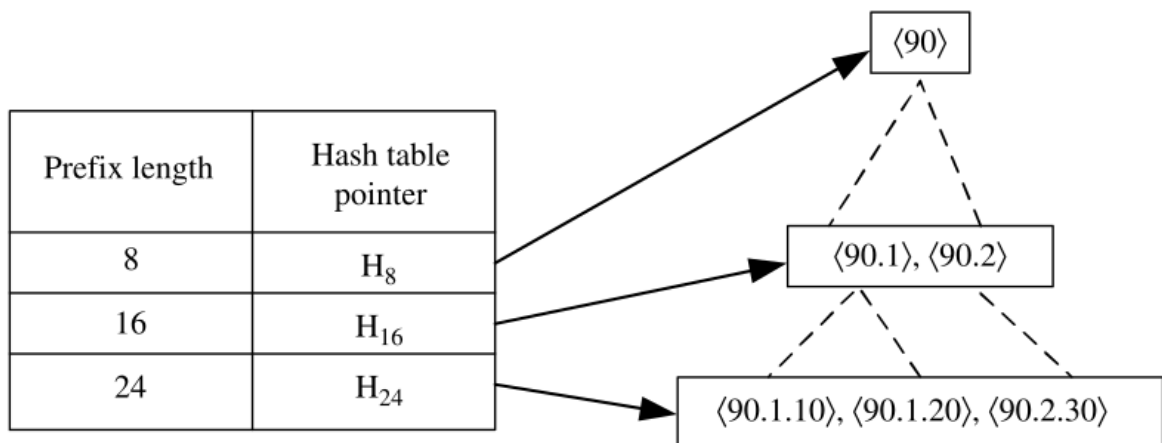 ⟨90⟩
Prefix length
Hash table
pointer
8
H₈
⟨90.1⟩, ⟨90.2⟩
16
H₁₆
24
H₂₄
⟨90.1.10⟩, ⟨90.1.20⟩, ⟨90.2.30⟩